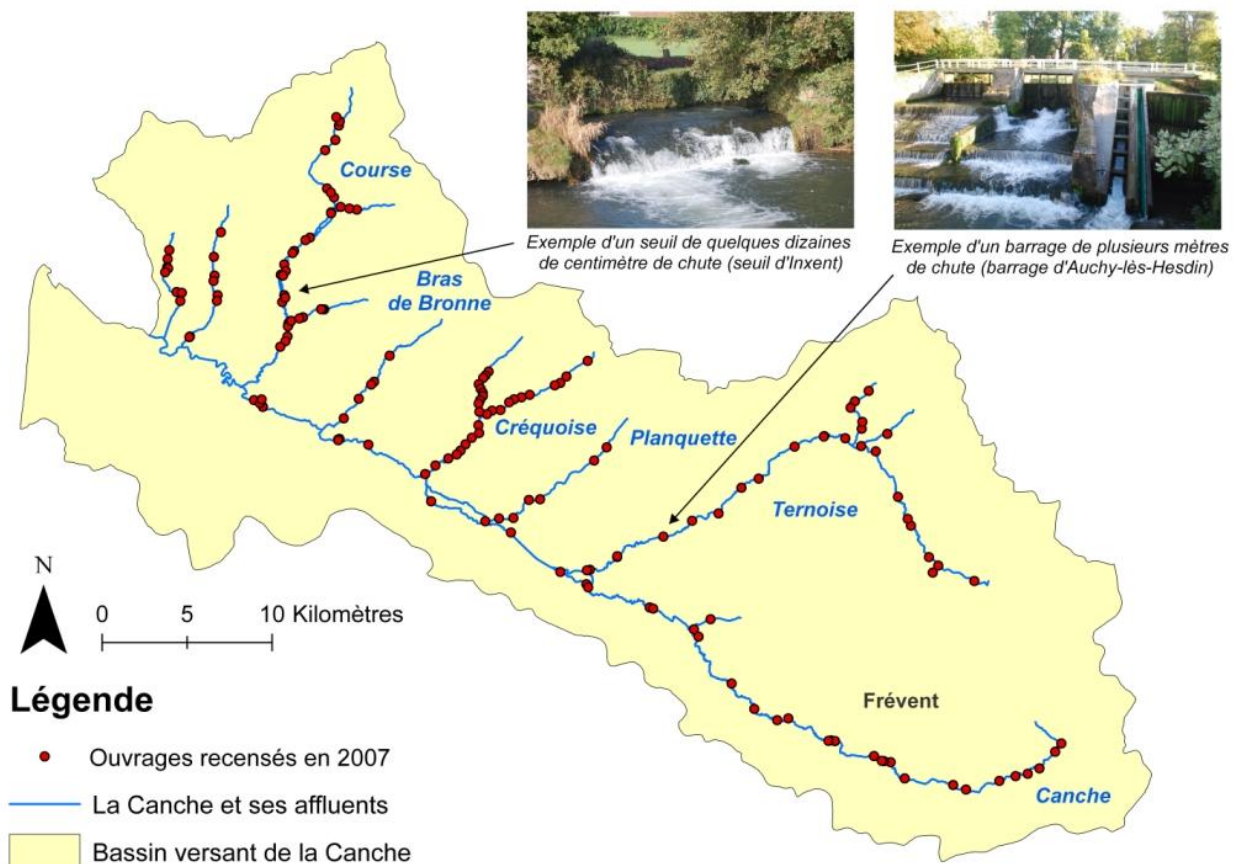 Course
Exemple d'un seuil de quelques dizaines
de centimètre de chute (seuil d'Inxent)
Exemple d'un barrage de plusieurs mètres
de chute (barrage d'Auchy-lès-Hesdin)
Bras
de Bronne
Créquoise
Planquette
Ternoise
N
0 5 10 Kilomètres
Légende
Frévent
Ouvrages recensés en 2007
La Canche et ses affluents
Canche
Bassin versant de la Canche